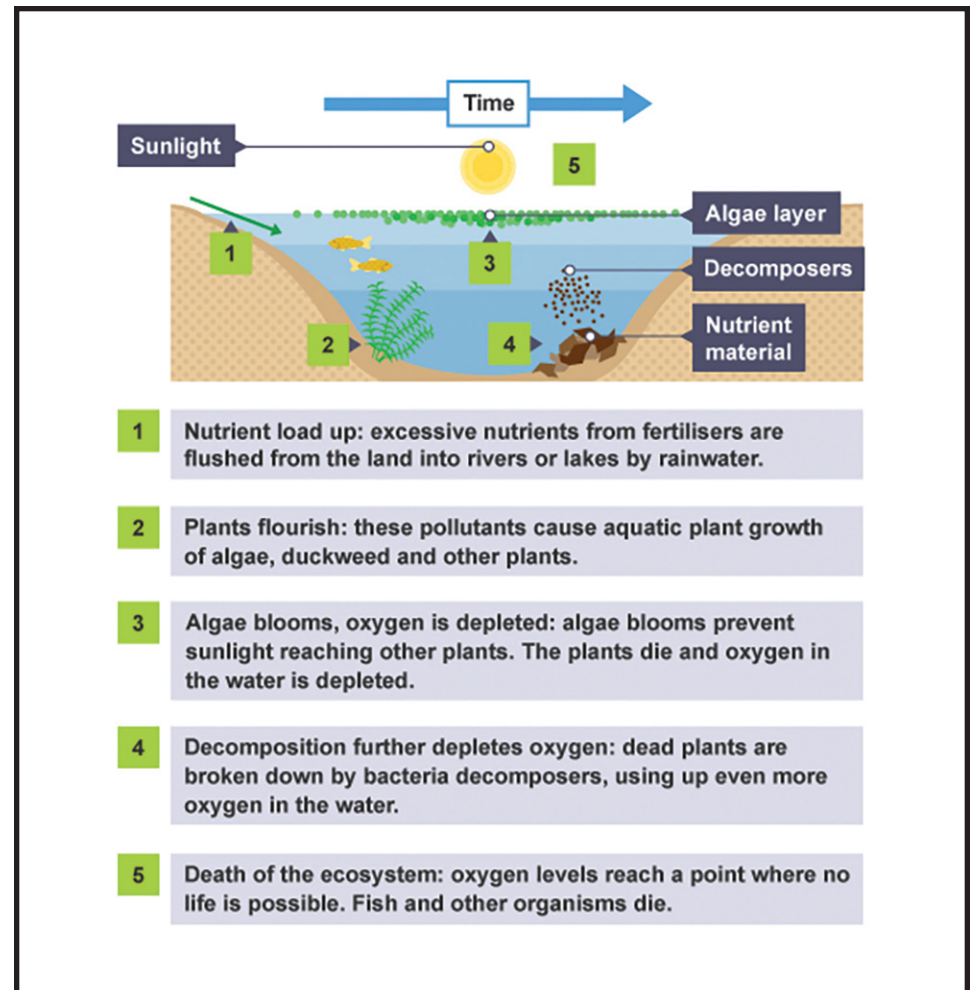 Time
Sunlight
5
Algae layer
1
3
Decomposers
2
4
Nutrient
material
1
Nutrient load up: excessive nutrients from fertilisers are
flushed from the land into rivers or lakes by rainwater.
2
Plants flourish: these pollutants cause aquatic plant growth
of algae, duckweed and other plants.
3
Algae blooms, oxygen is depleted: algae blooms prevent
sunlight reaching other plants. The plants die and oxygen in
the water is depleted.
4
Decomposition further depletes oxygen: dead plants are
broken down by bacteria decomposers, using up even more
oxygen in the water.
5
Death of the ecosystem: oxygen levels reach a point where no
life is possible. Fish and other organisms die.